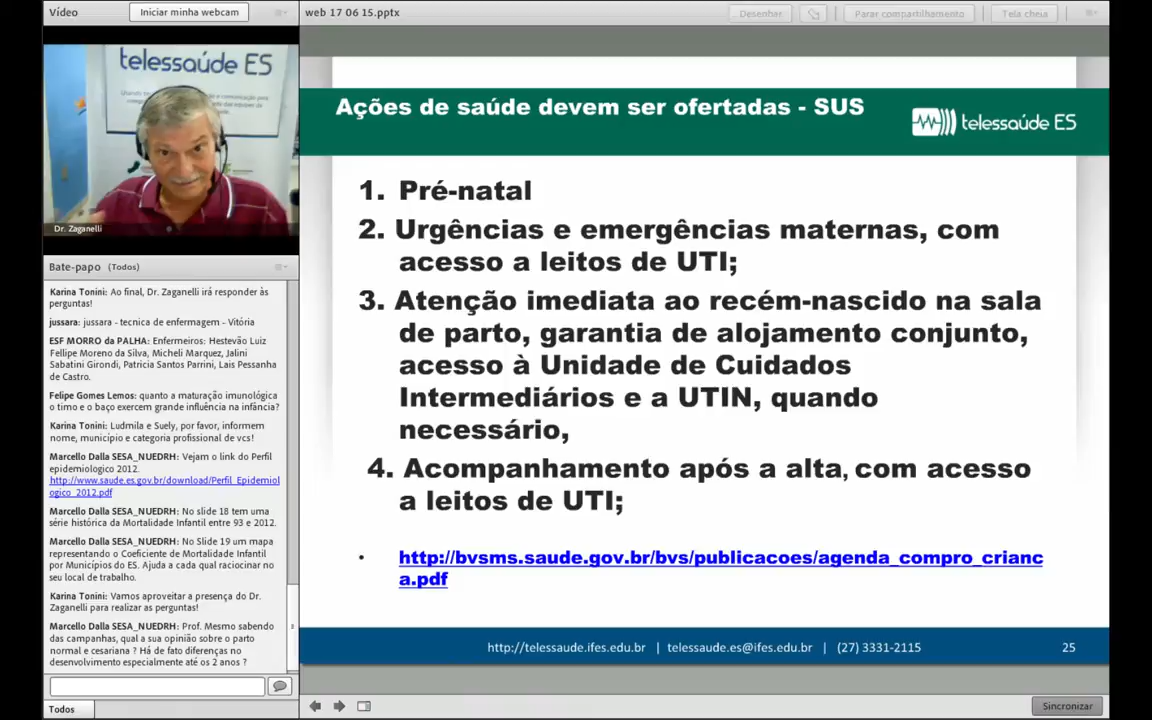 Vídeo
Iniciar minha webcam
web 17 06 15.pptx
Desenhar
Parar compartilhamento
Tela cheia
telessaúde ES
Dr. Zaganelli
Bate-papo (Todos)
Karina Tonini: Ao final, Dr. Zaganelli irá responder às
perguntas!
jussara: jussara - tecnica de enfermagem - Vitória
ESF MORRO da PALHA: Enfermeiros: Hestevão Luiz
Fellipe Moreno da Silva, Micheli Marquez, Jalini
Sabatini Girondi, Patricia Santos Parrini, Lais Pessanha
de Castro.
Felipe Gomes Lemos: quanto a maturação imunológica
o timo e o baço exercem grande influência na infância?
Karina Tonini: Ludmila e Suely, por favor, informem
nome, município e categoria profissional de vcs!
Marcello Dalla SESA_NUEDRH: Vejam o link do Perfil
epidemiologico 2012.
http://www.saude.es.gov.br/download/Perfil_Epidemiol
ogico_2012.pdf
Marcello Dalla SESA_NUEDRH: No slide 18 tem uma
série histórica da Mortalidade Infantil entre 93 e 2012.
Marcello Dalla SESA_NUEDRH: No Slide 19 um mapa
representando o Coeficiente de Mortalidade Infantil
por Municípios do ES. Ajuda a cada qual raciocinar no
seu local de trabalho.
Karina Tonini: Vamos aproveitar a presença do Dr.
Zaganelli para realizar as perguntas!
Marcello Dalla SESA_NUEDRH: Prof. Mesmo sabendo
das campanhas, qual a sua opinião sobre o parto
normal e cesariana ? Há de fato diferenças no
desenvolvimento especialmente até os 2 anos ?
Todos
Ações de saúde devem ser ofertadas - SUS
telessaúde ES
1. Pré-natal
2. Urgências e emergências maternas, com
acesso a leitos de UTI;
3. Atenção imediata ao recém-nascido na sala
de parto, garantia de alojamento conjunto,
acesso à Unidade de Cuidados
Intermediários e a UTIN, quando
necessário,
4. Acompanhamento após a alta, com acesso
a leitos de UTI;
• http://bvsms.saude.gov.br/bvs/publicacoes/agenda_compro_crianc
a.pdf
http://telessaude.ifes.edu.br | telessaude.es@ifes.edu.br | (27) 3331-2115
25
Sincronizar